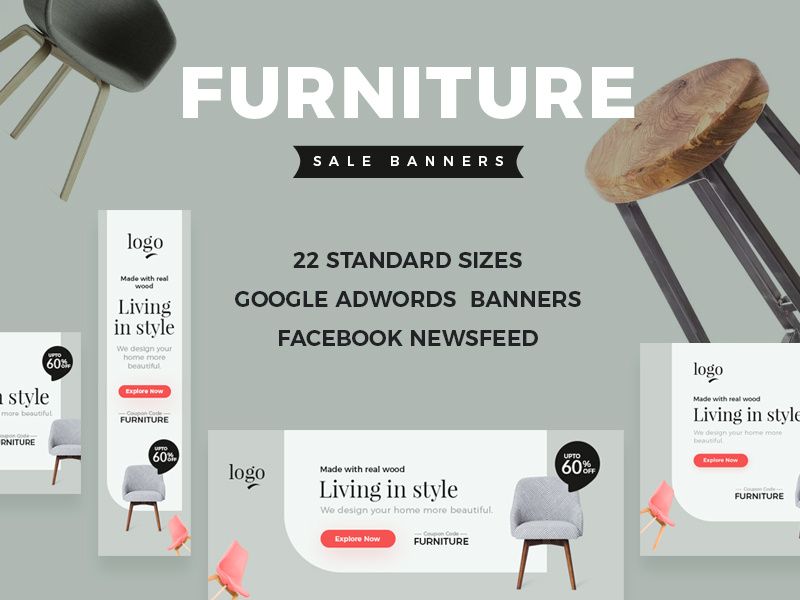 FURNITURE
SALE BANNERS
22 STANDARD SIZES
GOOGLE ADWORDS BANNERS
FACEBOOK NEWSFEED
logo
Made with real
wood
Living
in style
We design your
home more
beautiful.
Explore Now
Coupon Code
FURNITURE
UPTO
60% OFF
UPTO
60% OFF
n style
more beautiful.
oupon Code
RNITURE
logo
Made with real wood
Living in style
We design your home more beautiful.
Explore Now
Coupon Code
FURNITURE
UPTO
60% OFF
logo
Made with real wood
Living in style
We design your home more
beautiful.
Explore Now
Coupon Code
FURNITURE